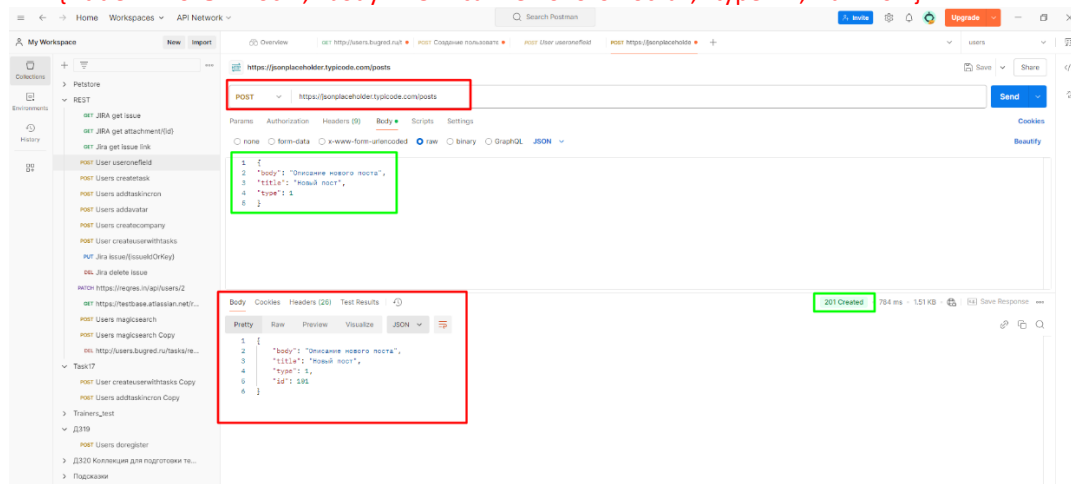 Home Workspaces API Network
Search Postman
Invite
Upgrade
My Workspace
New Import
Overview
GET http://users.bugred.ru/t
POST Создание пользовате
POST User useronefield
POST https://jsonplaceholde
users
Collections
Environments
History
Petstore
REST
GET JIRA get issue
GET JIRA get attachment/{id}
GET Jira get issue link
POST User useronefield
POST Users createtask
POST Users addtaskincron
POST Users addavatar
POST Users createcompany
POST User createuserwithtasks
PUT Jira issue/{issueIdOrKey}
DEL Jira delete issue
PATCH https://reqres.in/api/users/2
GET https://testbase.atlassian.net/r...
POST Users magicsearch
POST Users magicsearch Copy
DEL http://users.bugred.ru/tasks/re...
Task17
POST User createuserwithtasks Copy
POST Users addtaskincron Copy
Trainers_test
ДЗ19
POST Users doregister
ДЗ20 Коллекция для подготовки те...
Подсказки
https://jsonplaceholder.typicode.com/posts
Save Share
POST https://jsonplaceholder.typicode.com/posts
Send
Params Authorization Headers (9) Body Scripts Settings
Cookies
none form-data x-www-form-urlencoded raw binary GraphQL JSON
Beautify
1 {
2 "body": "Описание нового поста",
3 "title": "Новый пост",
4 "type": 1
5 }
Body Cookies Headers (26) Test Results
201 Created 784 ms 1.51 KB Save Response
Pretty Raw Preview Visualize JSON
1 {
2 "body": "Описание нового поста",
3 "title": "Новый пост",
4 "type": 1,
5 "id": 101
6 }